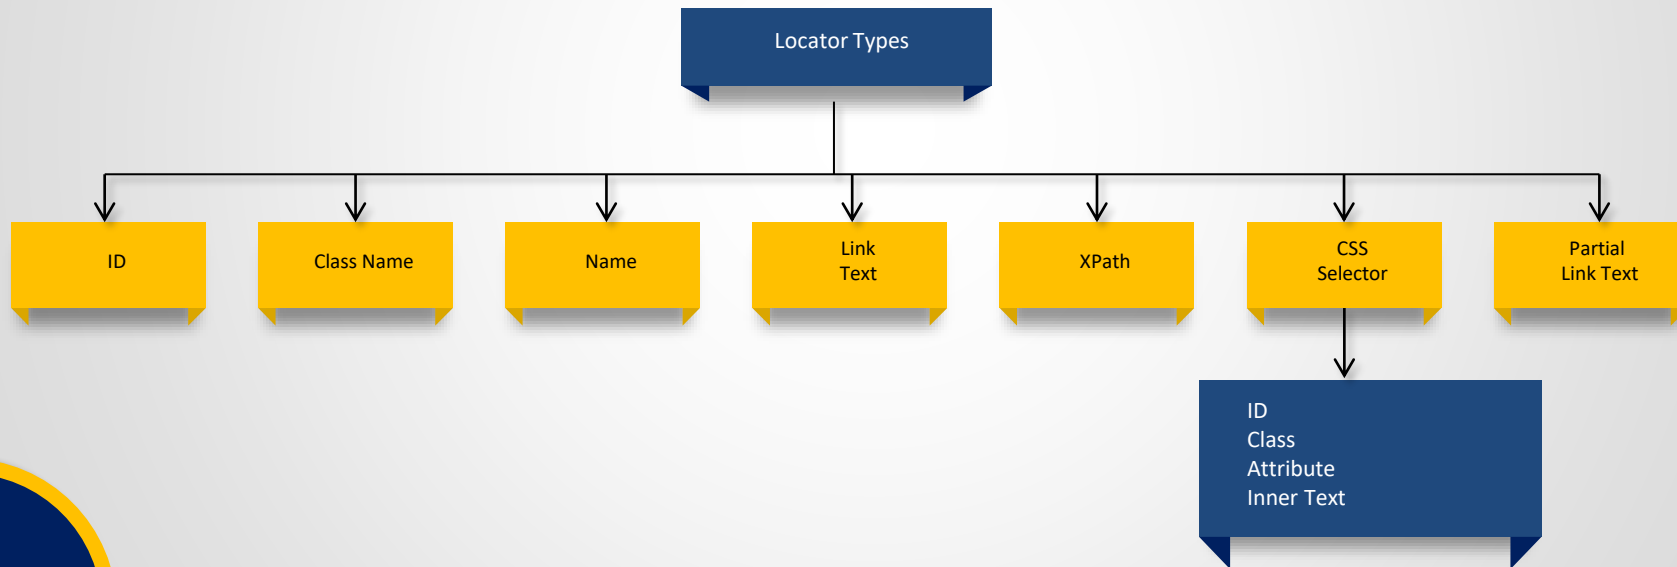 Locator Types
ID
Class Name
Name
Link
Text
XPath
CSS
Selector
Partial
Link Text
ID
Class
Attribute
Inner Text